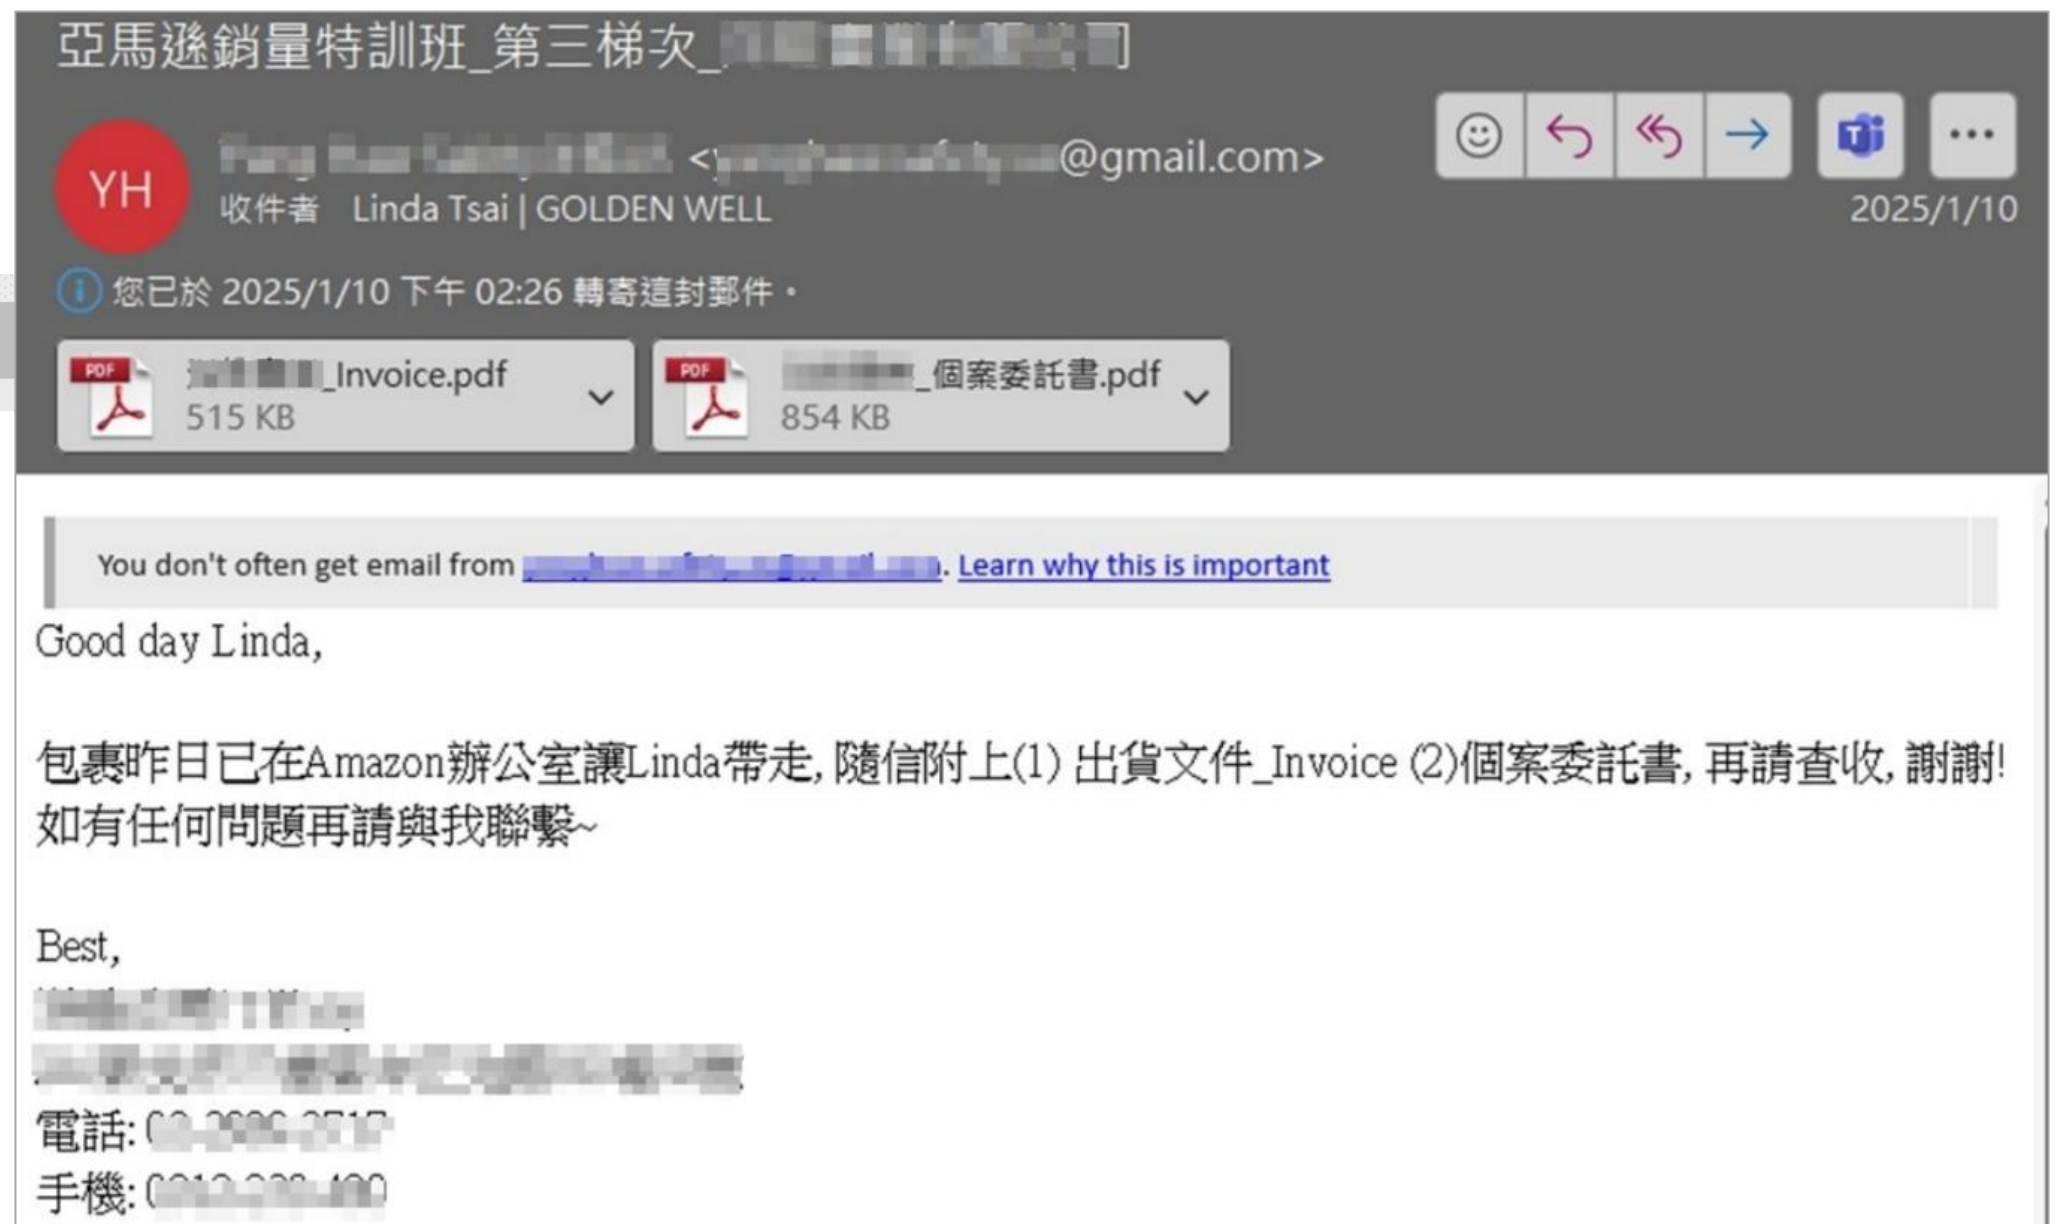 亞馬遜銷量特訓班_第三梯次_
YH
<
@gmail.com>
收件者 Linda Tsai | GOLDEN WELL
2025/1/10
您已於 2025/1/10 下午 02:26 轉寄這封郵件。
PDF
_Invoice.pdf
515 KB
PDF
_個案委託書.pdf
854 KB
You don't often get email from . Learn why this is important
Good day Linda,
包裹昨日已在Amazon辦公室讓Linda帶走, 隨信附上(1) 出貨文件_Invoice (2)個案委託書, 再請查收, 謝謝!
如有任何問題再請與我聯繫~
Best,
電話:
手機: